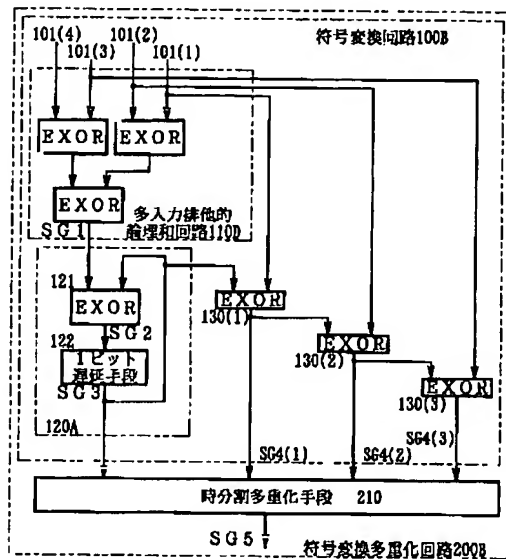 符号変換回路100B
101(4) 101(2)
101(3) 101(1)
EXOR EXOR
EXOR
SG1
多入力排他的
論理和回路110B
121
EXOR
SG2
122
1ビット
遅延手段
SG3
120A
EXOR
130(1)
EXOR
130(2)
EXOR
130(3)
SG4(1)
SG4(2)
SG4(3)
時分割多重化手段 210
SG5
符号変換多重化回路200B